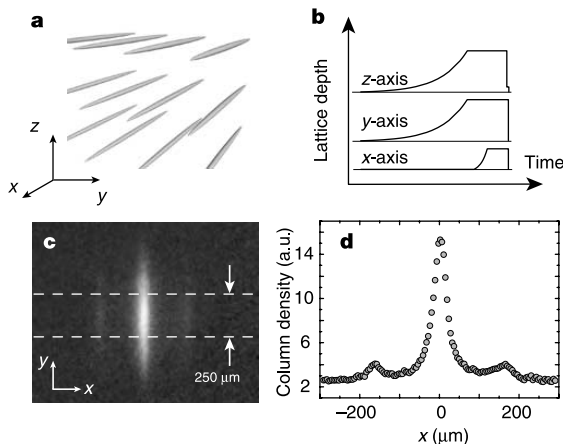 a
z
x
y
b
Lattice depth
z-axis
y-axis
x-axis
Time
c
y
x
250 μm
d
Column density (a.u.)
14
10
6
2
−200
0
200
x (μm)